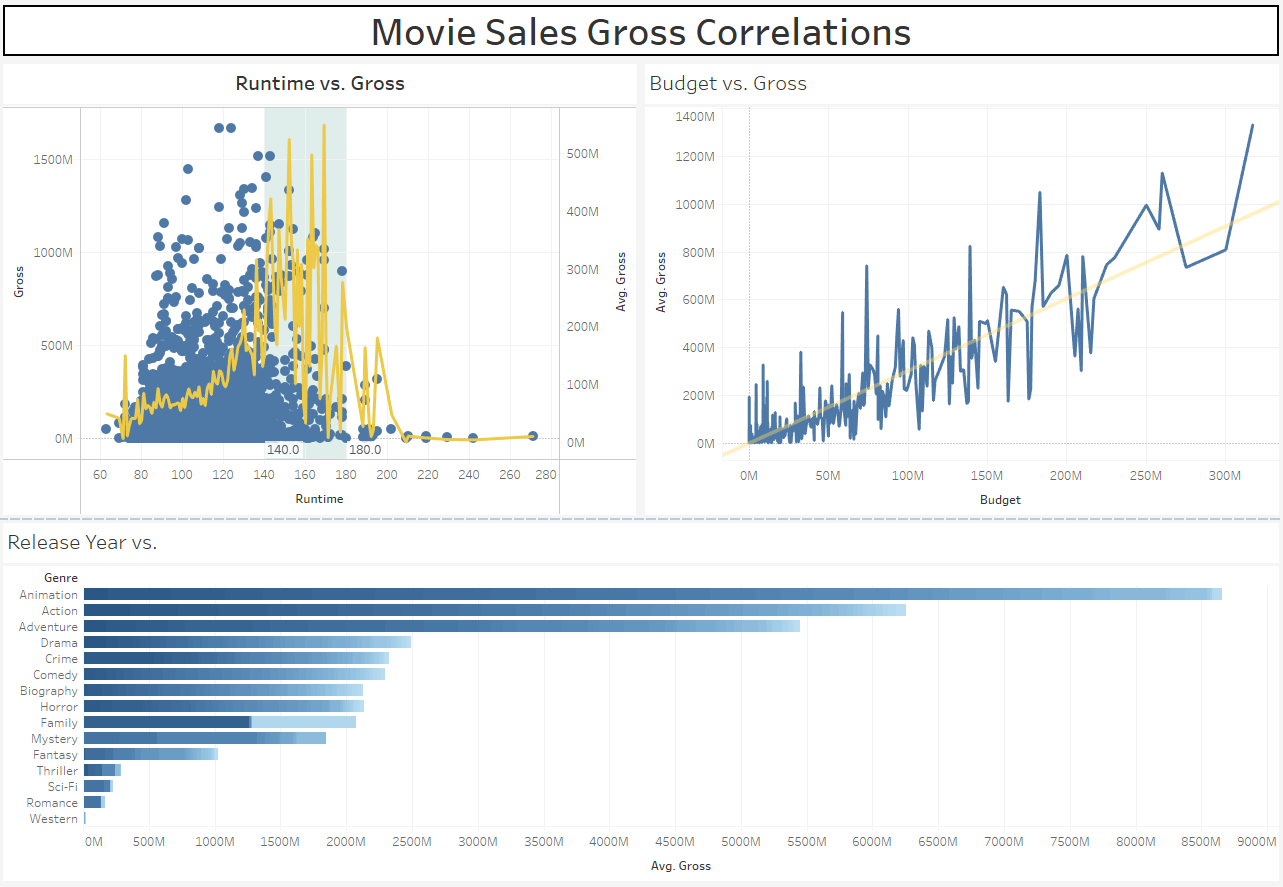 Movie Sales Gross Correlations
Runtime vs. Gross
Budget vs. Gross
1500M
1000M
500M
0M
Gross
500M
400M
300M
200M
100M
0M
Avg. Gross
140.0
180.0
60 80 100 120 140 160 180 200 220 240 260 280
Runtime
1400M
1200M
1000M
800M
600M
400M
200M
0M
Avg. Gross
0M 50M 100M 150M 200M 250M 300M
Budget
Release Year vs.
Genre
Animation
Action
Adventure
Drama
Crime
Comedy
Biography
Horror
Family
Mystery
Fantasy
Thriller
Sci-Fi
Romance
Western
0M 500M 1000M 1500M 2000M 2500M 3000M 3500M 4000M 4500M 5000M 5500M 6000M 6500M 7000M 7500M 8000M 8500M 9000M
Avg. Gross